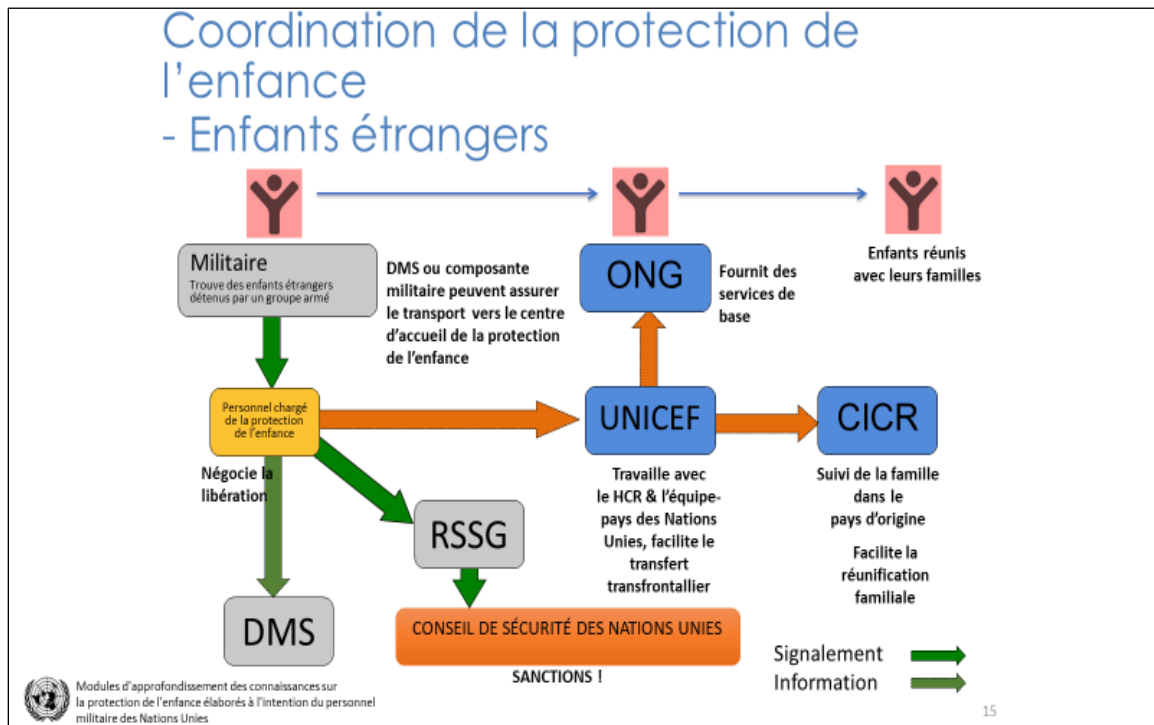 Coordination de la protection de
l'enfance
- Enfants étrangers
Militaire
Trouve des enfants étrangers
détenus par un groupe armé
DMS ou composante
militaire peuvent assurer
le transport vers le centre
d'accueil de la protection
de l'enfance
ONG
Fournit des
services de
base
Enfants réunis
avec leurs familles
Personnel chargé
de la protection
de l'enfance
Négocie la
libération
UNICEF
Travaille avec
le HCR & l'équipe-
pays des Nations
Unies, facilite le
transfert
transfrontallier
CICR
Suivi de la famille
dans le
pays d'origine
Facilite la
réunification
familiale
RSSG
DMS
CONSEIL DE SÉCURITÉ DES NATIONS UNIES
SANCTIONS !
Signalement
Information
Modules d'approfondissement des connaissances sur
la protection de l'enfance élaborés à l'intention du personnel
militaire des Nations Unies
15